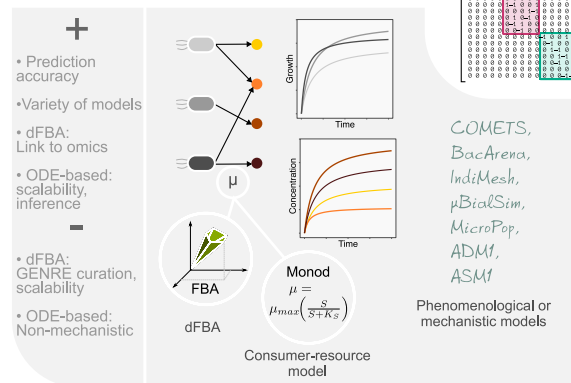 +
• Prediction
accuracy
•Variety of models
• dFBA:
Link to omics
• ODE-based:
scalability,
inference
-
• dFBA:
GENRE curation,
scalability
• ODE-based:
Non-mechanistic
μ
FBA
dFBA
Growth
Time
Concentration
Time
Monod
μ =
μmax(S/(S+KS))
Consumer-resource
model
COMETS,
BacArena,
IndiMesh,
μBialSim,
MicroPop,
ADM1,
ASM1
Phenomenological or
mechanistic models